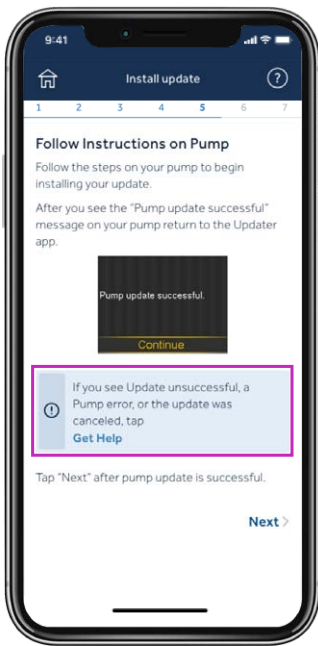 9:41
Install update
?
1 2 3 4 5 6 7
Follow Instructions on Pump
Follow the steps on your pump to begin
installing your update.
After you see the "Pump update successful"
message on your pump return to the Updater
app.
Pump update successful.
Continue
If you see Update unsuccessful, a
Pump error, or the update was
canceled, tap
Get Help
Tap "Next" after pump update is successful.
Next >